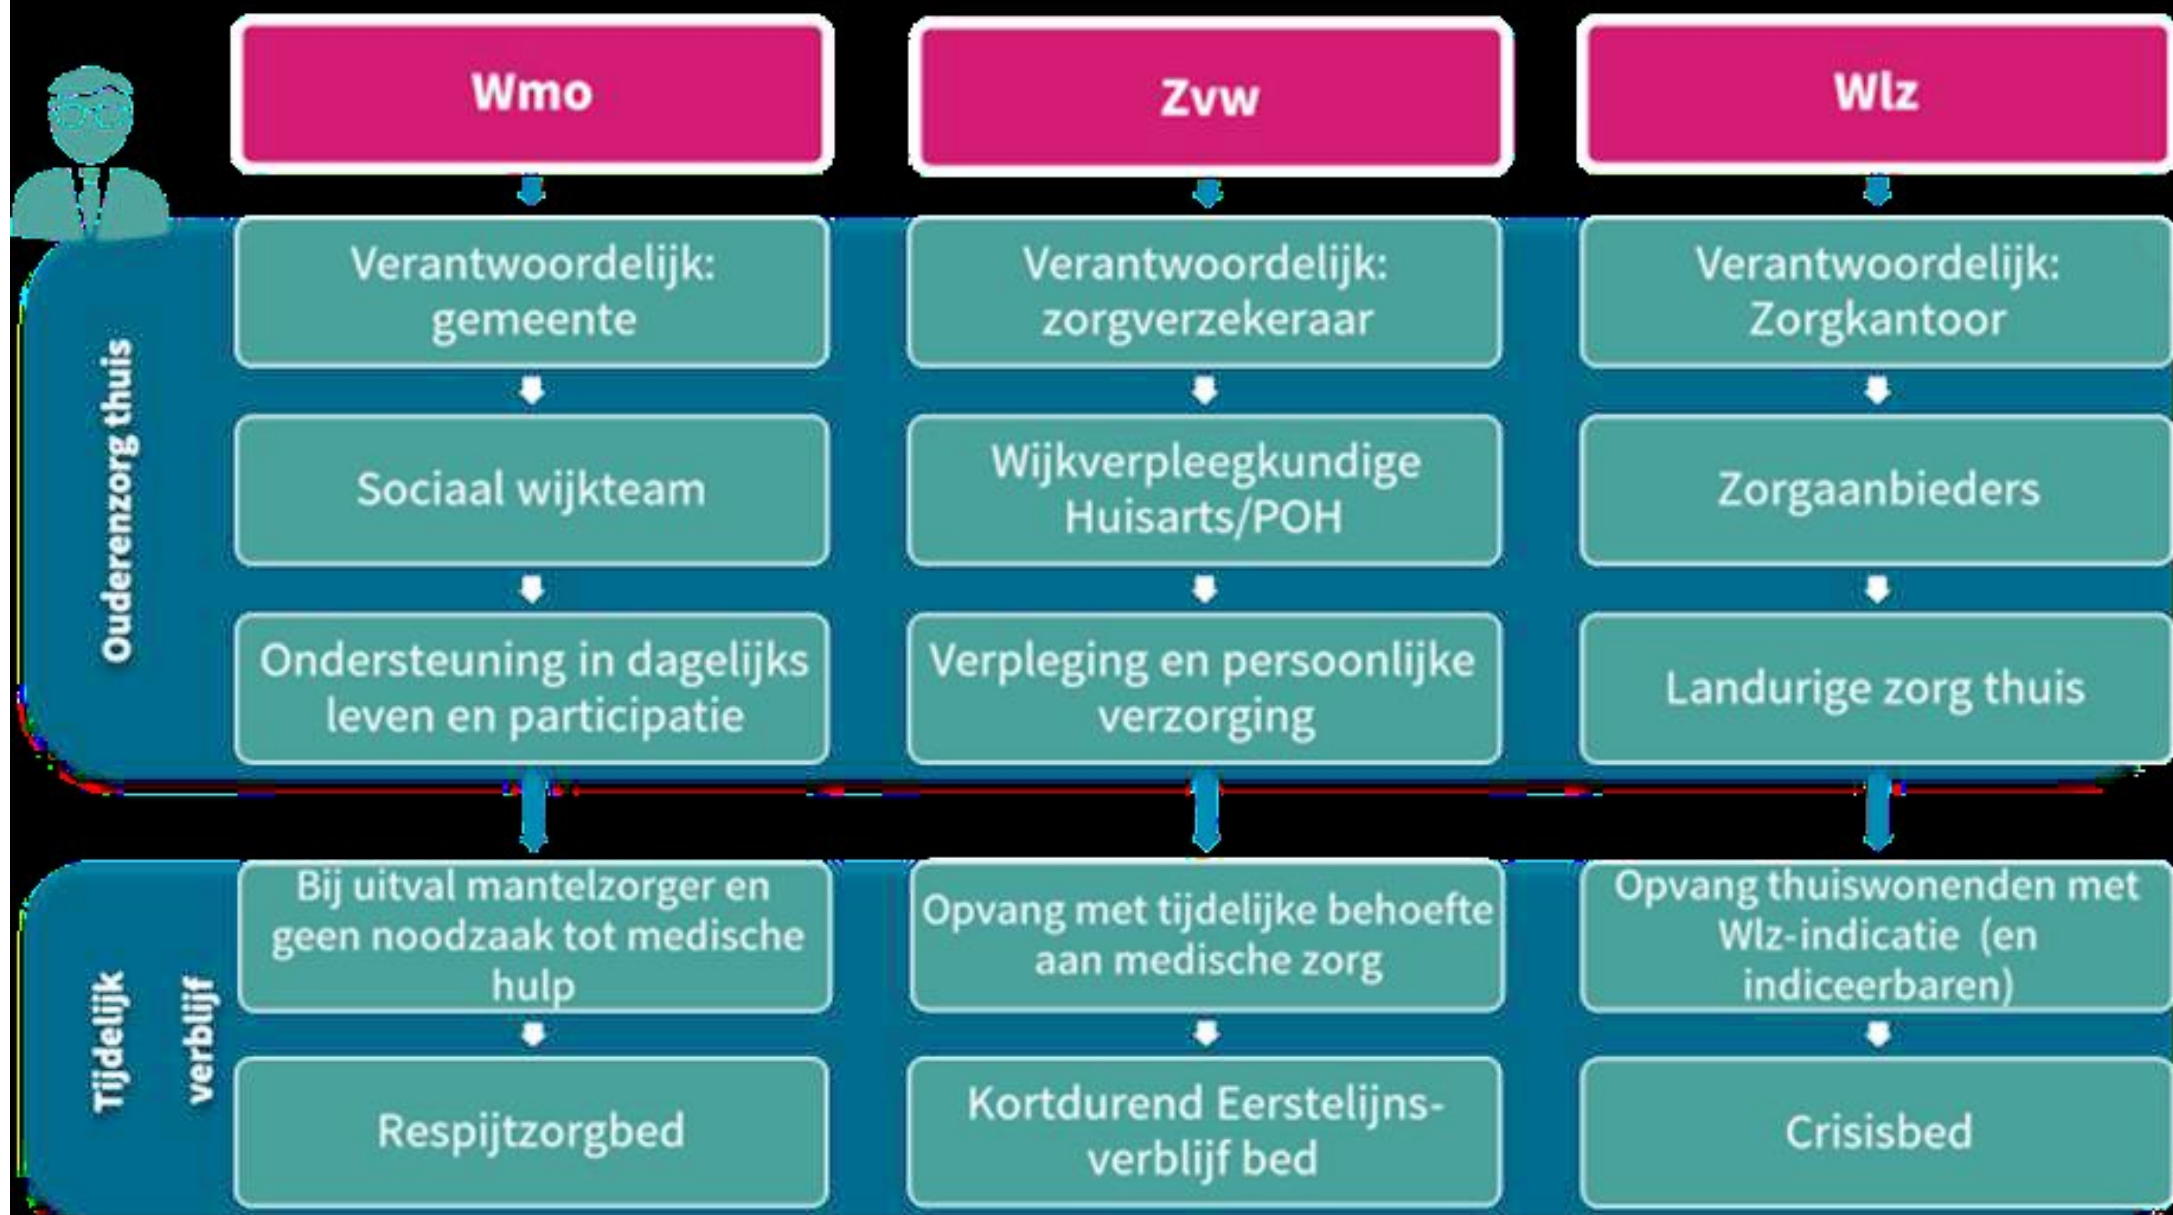 Wmo
Zvw
Wlz
Ouderenzorg thuis
Verantwoordelijk:
gemeente
Verantwoordelijk:
zorgverzekeraar
Verantwoordelijk:
Zorgkantoor
Sociaal wijkteam
Wijkverpleegkundige
Huisarts/POH
Zorgaanbieders
Ondersteuning in dagelijks
leven en participatie
Verpleging en persoonlijke
verzorging
Landurige zorg thuis
Tijdelijk
verblijf
Bij uitval mantelzorger en
geen noodzaak tot medische
hulp
Opvang met tijdelijke behoefte
aan medische zorg
Opvang thuiswonenden met
Wlz-indicatie (en
indiceerbaren)
Respijtzorgbed
Kortdurend Eerstelijns-
verblijf bed
Crisisbed